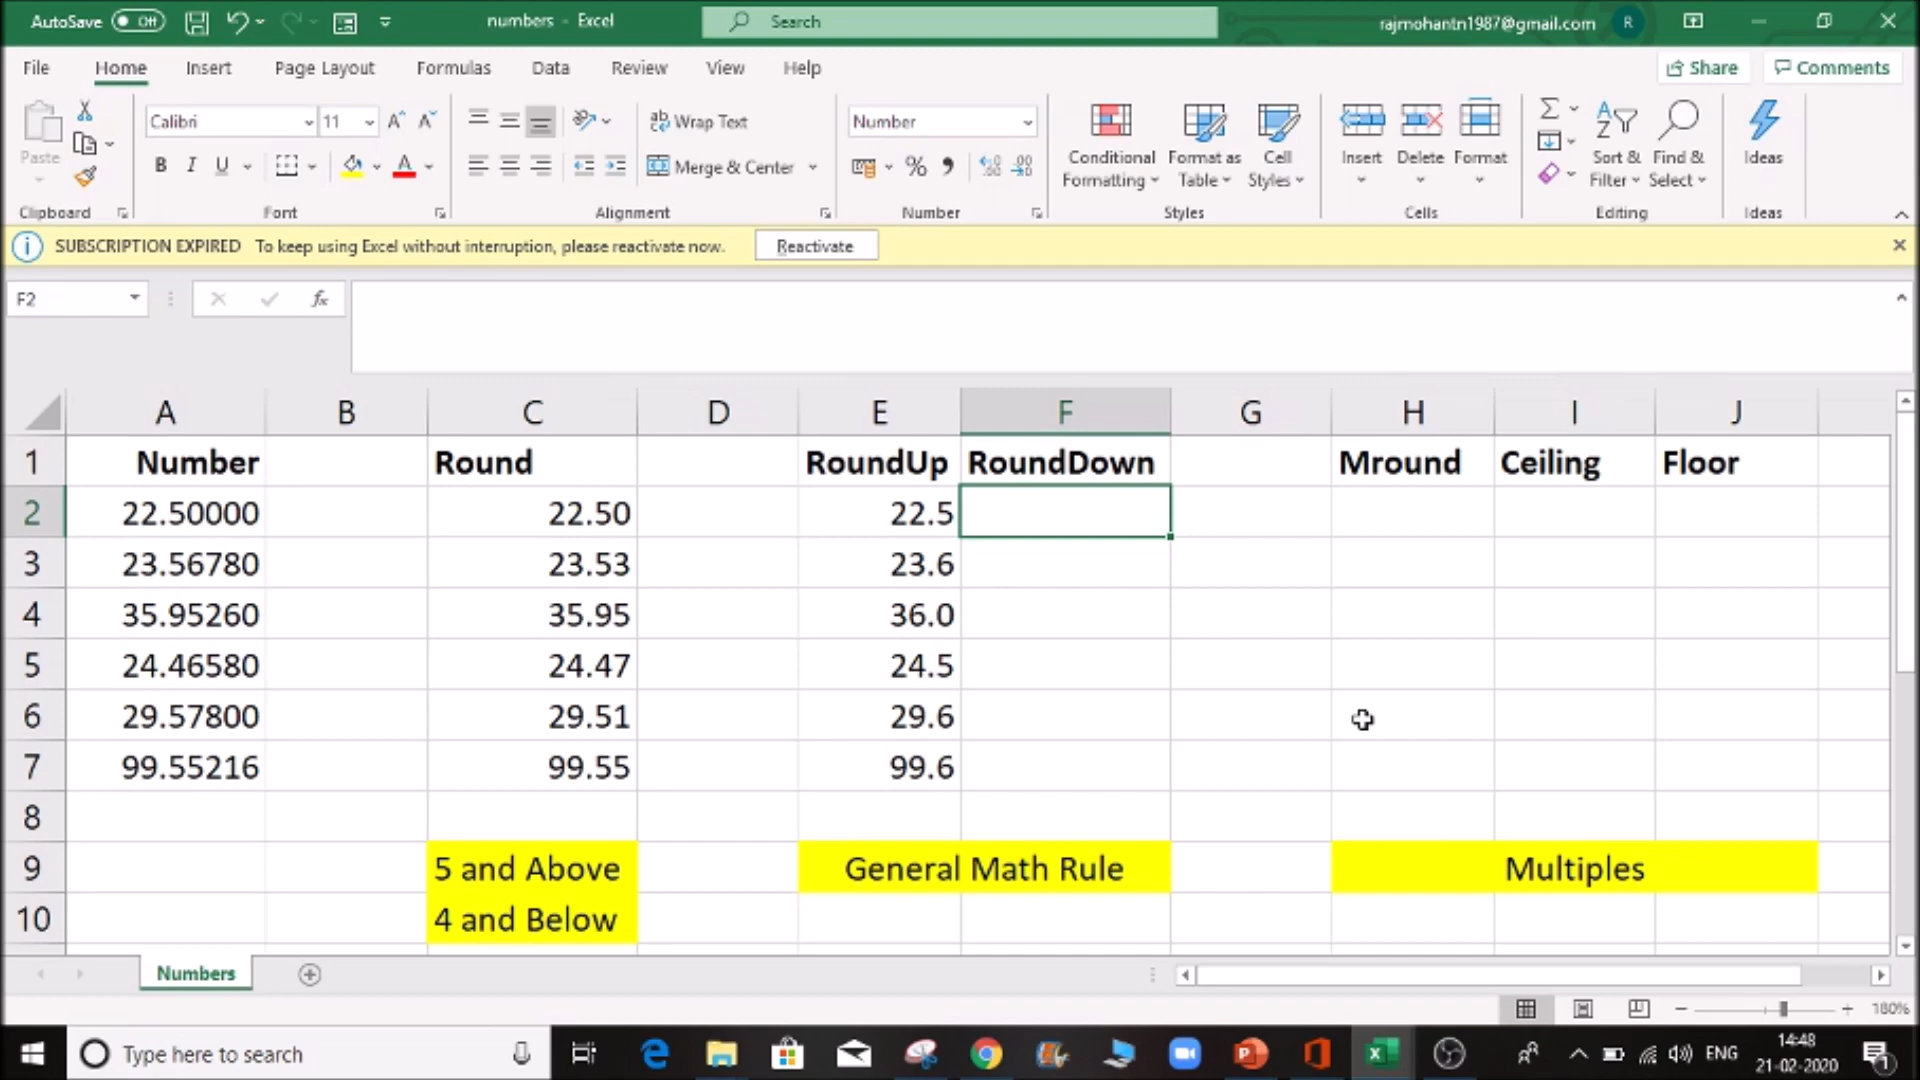 AutoSave Off numbers - Excel Search rajmohantn1987@gmail.com R
File Home Insert Page Layout Formulas Data Review View Help Share Comments
Calibri 11 Wrap Text Number
Paste B I U Merge & Center % Conditional Formatting Format as Table Cell Styles Insert Delete Format Sort & Filter Find & Select Ideas
Clipboard Font Alignment Number Styles Cells Editing Ideas
SUBSCRIPTION EXPIRED To keep using Excel without interruption, please reactivate now. Reactivate
F2 fx
A B C D E F G H I J
1 Number Round RoundUp RoundDown Mround Ceiling Floor
2 22.50000 22.50 22.5
3 23.56780 23.53 23.6
4 35.95260 35.95 36.0
5 24.46580 24.47 24.5
6 29.57800 29.51 29.6
7 99.55216 99.55 99.6
8
9 5 and Above General Math Rule Multiples
10 4 and Below
Numbers
180%
Type here to search ENG 14:48
21-02-2020